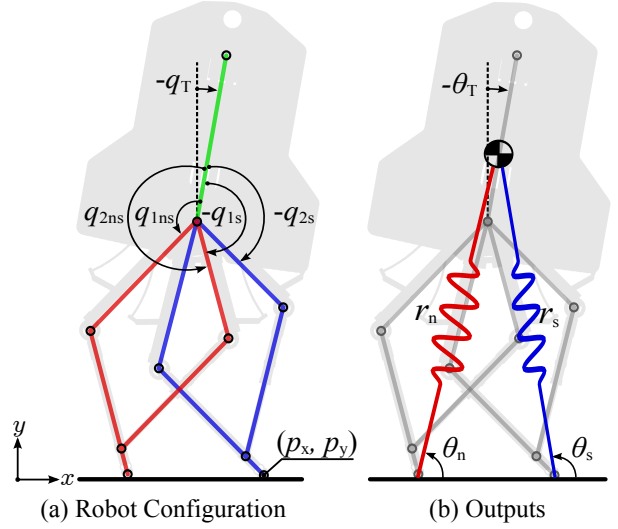 -q_T
-θ_T
q_2ns q_1ns -q_1s -q_2s
r_n r_s
y
(p_x, p_y)
x
θ_n θ_s
(a) Robot Configuration
(b) Outputs